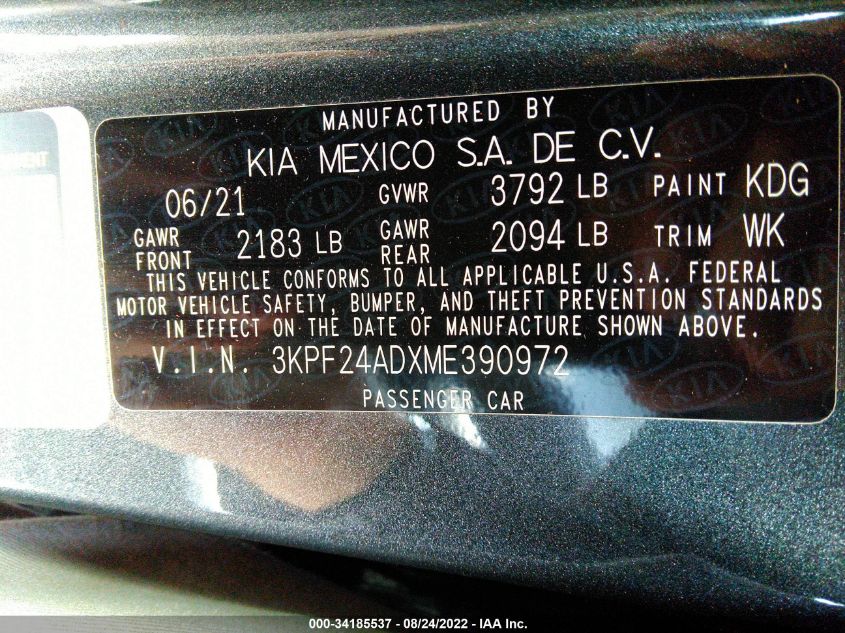 MANUFACTURED BY
KIA MEXICO S.A. DE C.V.
06/21 GVWR 3792 LB PAINT KDG
GAWR FRONT 2183 LB GAWR REAR 2094 LB TRIM WK
THIS VEHICLE CONFORMS TO ALL APPLICABLE U.S.A. FEDERAL
MOTOR VEHICLE SAFETY, BUMPER, AND THEFT PREVENTION STANDARDS
IN EFFECT ON THE DATE OF MANUFACTURE SHOWN ABOVE.
V.I.N. 3KPF24ADXME390972
PASSENGER CAR
000-34185537 - 08/24/2022 - IAA Inc.